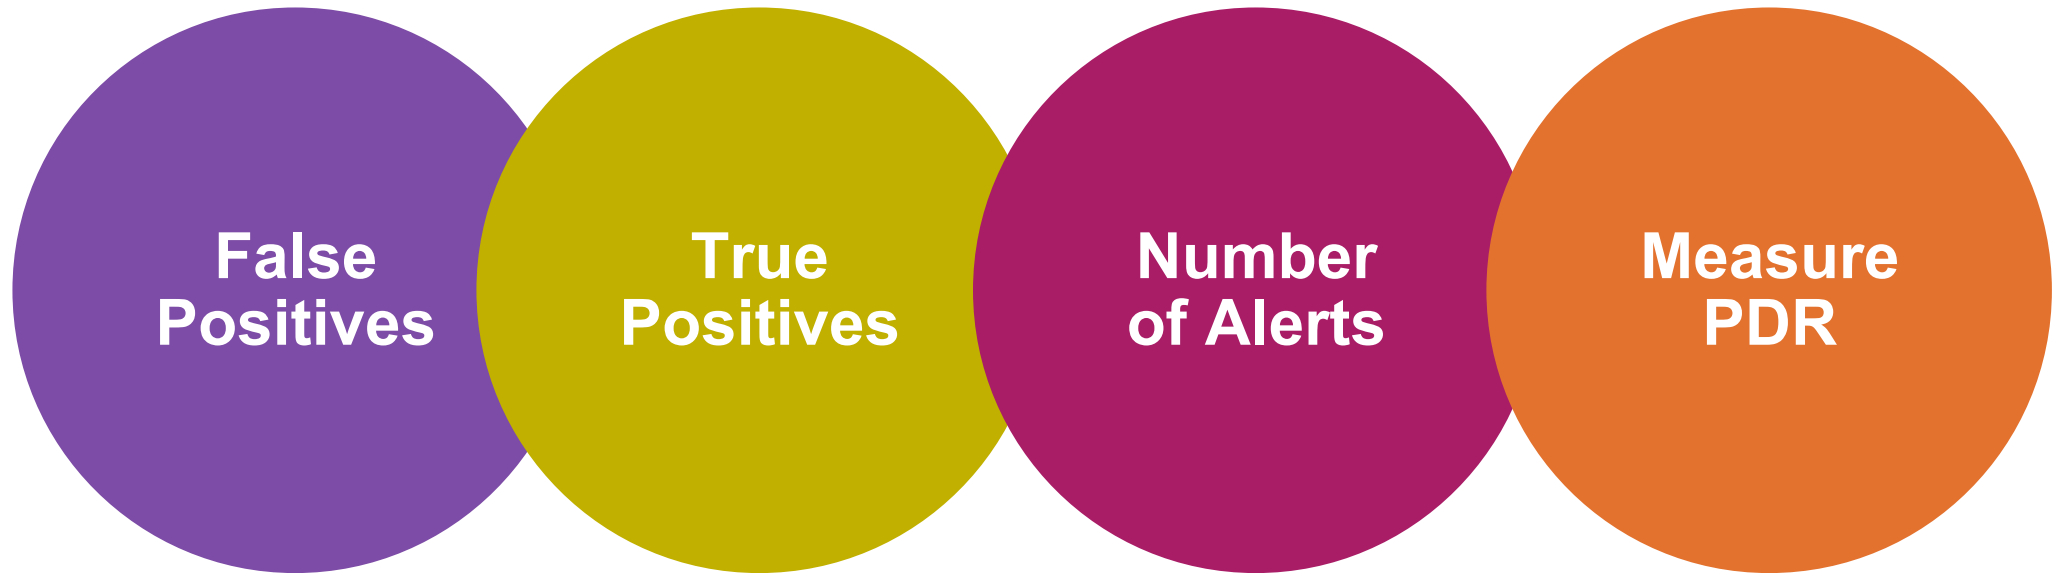 False
Positives
True
Positives
Number
of Alerts
Measure
PDR